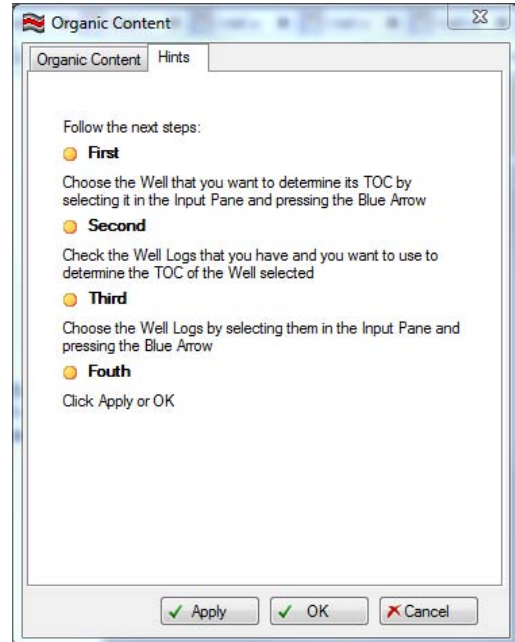 Organic Content
Organic Content Hints
Follow the next steps:
First
Choose the Well that you want to determine its TOC by
selecting it in the Input Pane and pressing the Blue Arrow
Second
Check the Well Logs that you have and you want to use to
determine the TOC of the Well selected
Third
Choose the Well Logs by selecting them in the Input Pane and
pressing the Blue Arrow
Fouth
Click Apply or OK
Apply OK Cancel